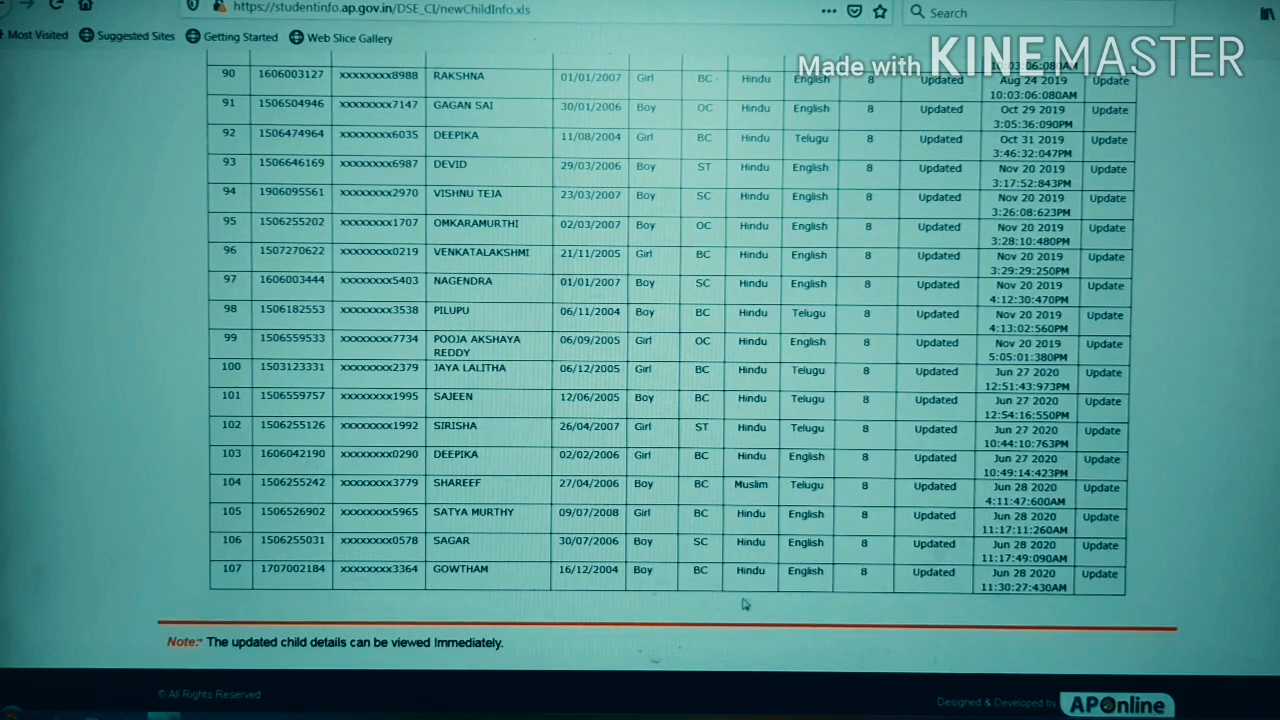 https://studentinfo.ap.gov.in/DSE_CI/newChildInfo.xls
Search
Most Visited Suggested Sites Getting Started Web Slice Gallery
Made with KINEMASTER
90 1606003127 xxxxxxxx8988 RAKSHNA 01/01/2007 Girl BC Hindu English 8 Updated Aug 24 2019 10:03:06:080AM Update
91 1506504946 xxxxxxxx7147 GAGAN SAI 30/01/2006 Boy OC Hindu English 8 Updated Oct 29 2019 3:05:36:090PM Update
92 1506474964 xxxxxxxx6035 DEEPIKA 11/08/2004 Girl BC Hindu Telugu 8 Updated Oct 31 2019 3:46:32:047PM Update
93 1506646169 xxxxxxxx6987 DEVID 29/03/2006 Boy ST Hindu English 8 Updated Nov 20 2019 3:17:52:843PM Update
94 1906095561 xxxxxxxx2970 VISHNU TEJA 23/03/2007 Boy SC Hindu English 8 Updated Nov 20 2019 3:26:08:623PM Update
95 1506255202 xxxxxxxx1707 OMKARAMURTHI 02/03/2007 Boy OC Hindu English 8 Updated Nov 20 2019 3:28:10:480PM Update
96 1507270622 xxxxxxxx0219 VENKATALAKSHMI 21/11/2005 Girl BC Hindu English 8 Updated Nov 20 2019 3:29:29:250PM Update
97 1606003444 xxxxxxxx5403 NAGENDRA 01/01/2007 Boy SC Hindu English 8 Updated Nov 20 2019 4:12:30:470PM Update
98 1506182553 xxxxxxxx3538 PILUPU 06/11/2004 Boy BC Hindu Telugu 8 Updated Nov 20 2019 4:13:02:560PM Update
99 1506559533 xxxxxxxx7734 POOJA AKSHAYA REDDY 06/09/2005 Girl OC Hindu English 8 Updated Nov 20 2019 5:05:01:380PM Update
100 1503123331 xxxxxxxx2379 JAYA LALITHA 06/12/2005 Girl BC Hindu Telugu 8 Updated Jun 27 2020 12:51:43:973PM Update
101 1506559757 xxxxxxxx1995 SAJEEN 12/06/2005 Boy BC Hindu Telugu 8 Updated Jun 27 2020 12:54:16:550PM Update
102 1506255126 xxxxxxxx1992 SIRISHA 26/04/2007 Girl ST Hindu Telugu 8 Updated Jun 27 2020 10:44:10:763PM Update
103 1606042190 xxxxxxxx0290 DEEPIKA 02/02/2006 Girl BC Hindu English 8 Updated Jun 27 2020 10:49:14:423PM Update
104 1506255242 xxxxxxxx3779 SHAREEF 27/04/2006 Boy BC Muslim Telugu 8 Updated Jun 28 2020 4:11:47:600AM Update
105 1506526902 xxxxxxxx5965 SATYA MURTHY 09/07/2008 Girl BC Hindu English 8 Updated Jun 28 2020 11:17:11:260AM Update
106 1506255031 xxxxxxxx0578 SAGAR 30/07/2006 Boy SC Hindu English 8 Updated Jun 28 2020 11:17:49:090AM Update
107 1707002184 xxxxxxxx3364 GOWTHAM 16/12/2004 Boy BC Hindu English 8 Updated Jun 28 2020 11:30:27:430AM Update
Note:" The updated child details can be viewed Immediately.
© All Rights Reserved
Designed & Developed by APOnline